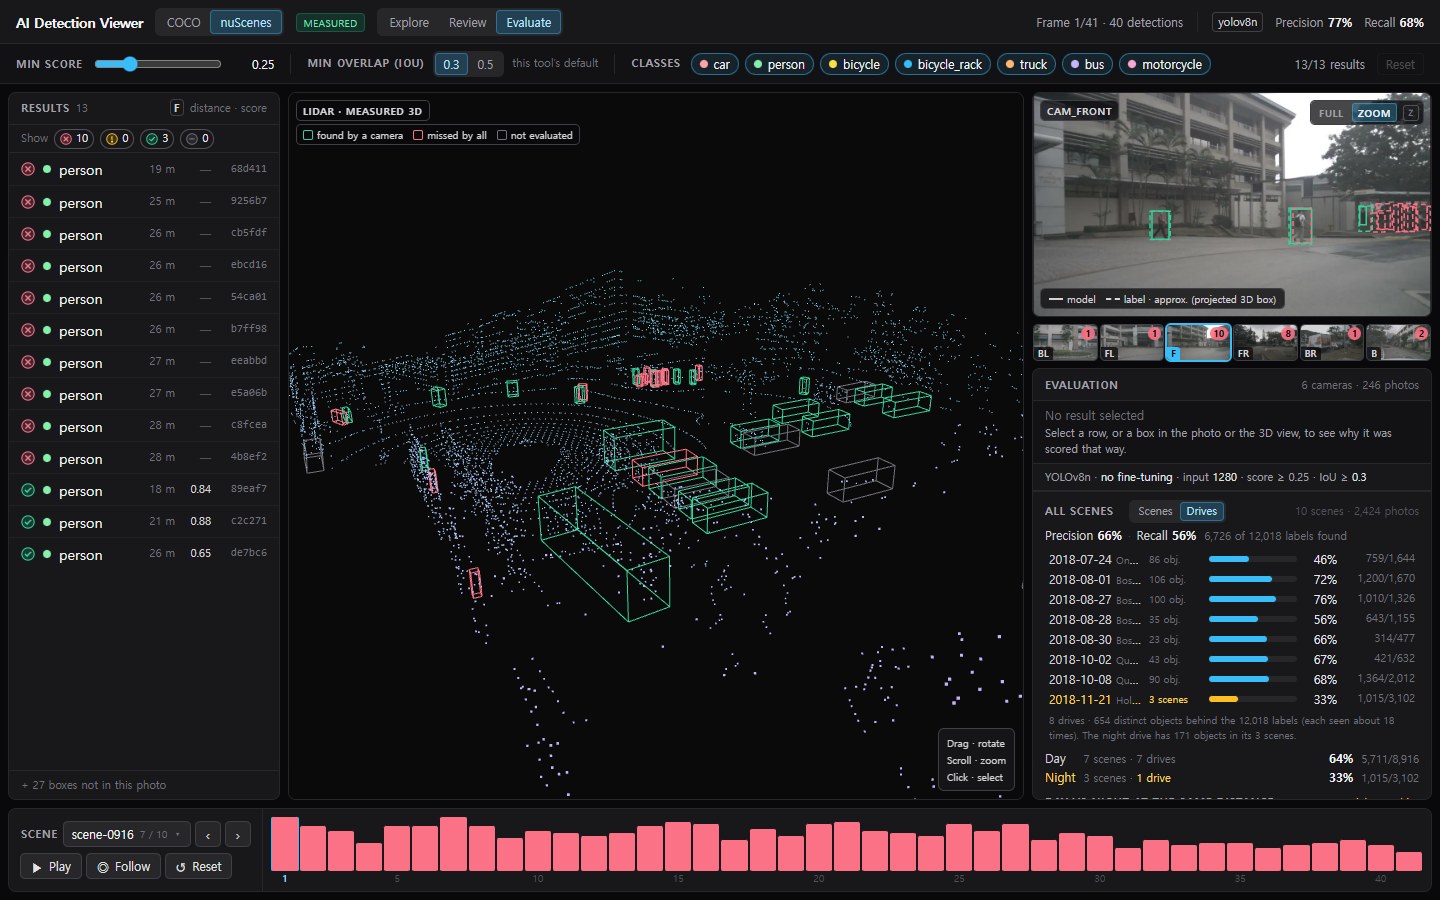 AI Detection Viewer COCO nuScenes MEASURED Explore Review Evaluate Frame 1/41 · 40 detections yolov8n Precision 77% Recall 68%
MIN SCORE 0.25 MIN OVERLAP (IOU) 0.3 0.5 this tool's default CLASSES car person bicycle bicycle_rack truck bus motorcycle 13/13 results Reset
RESULTS 13 F distance · score
Show 10 0 3 0
person 19 m — 68d411
person 25 m — 9256b7
person 26 m — cb5fdf
person 26 m — ebcd16
person 26 m — 54ca01
person 26 m — b7ff98
person 27 m — eeabbd
person 27 m — e5a06b
person 28 m — c8fcea
person 28 m — 4b8ef2
person 18 m 0.84 89eaf7
person 21 m 0.88 c2c271
person 26 m 0.65 de7bc6
+ 27 boxes not in this photo
LIDAR · MEASURED 3D
found by a camera missed by all not evaluated
Drag · rotate
Scroll · zoom
Click · select
CAM_FRONT FULL ZOOM Z
model label · approx. (projected 3D box)
BL 1 FL 1 F 10 FR 8 BR 1 B 2
EVALUATION 6 cameras · 246 photos
No result selected
Select a row, or a box in the photo or the 3D view, to see why it was
scored that way.
YOLOv8n · no fine-tuning · input 1280 · score ≥ 0.25 · IoU ≥ 0.3
ALL SCENES Scenes Drives 10 scenes · 2,424 photos
Precision 66% · Recall 56% 6,726 of 12,018 labels found
2018-07-24 On... 86 obj. 46% 759/1,644
2018-08-01 Bos... 106 obj. 72% 1,200/1,670
2018-08-27 Bos... 100 obj. 76% 1,010/1,326
2018-08-28 Bos... 35 obj. 56% 643/1,155
2018-08-30 Bos... 23 obj. 66% 314/477
2018-10-02 Qu... 43 obj. 67% 421/632
2018-10-08 Qu... 90 obj. 68% 1,364/2,012
2018-11-21 Hol... 3 scenes 33% 1,015/3,102
8 drives · 654 distinct objects behind the 12,018 labels (each seen about 18
times). The night drive has 171 objects in its 3 scenes.
Day 7 scenes · 7 drives 64% 5,711/8,916
Night 3 scenes · 1 drive 33% 1,015/3,102
SCENE scene-0916 7 / 10 ‹ ›
Play Follow Reset
1 5 10 15 20 25 30 35 40